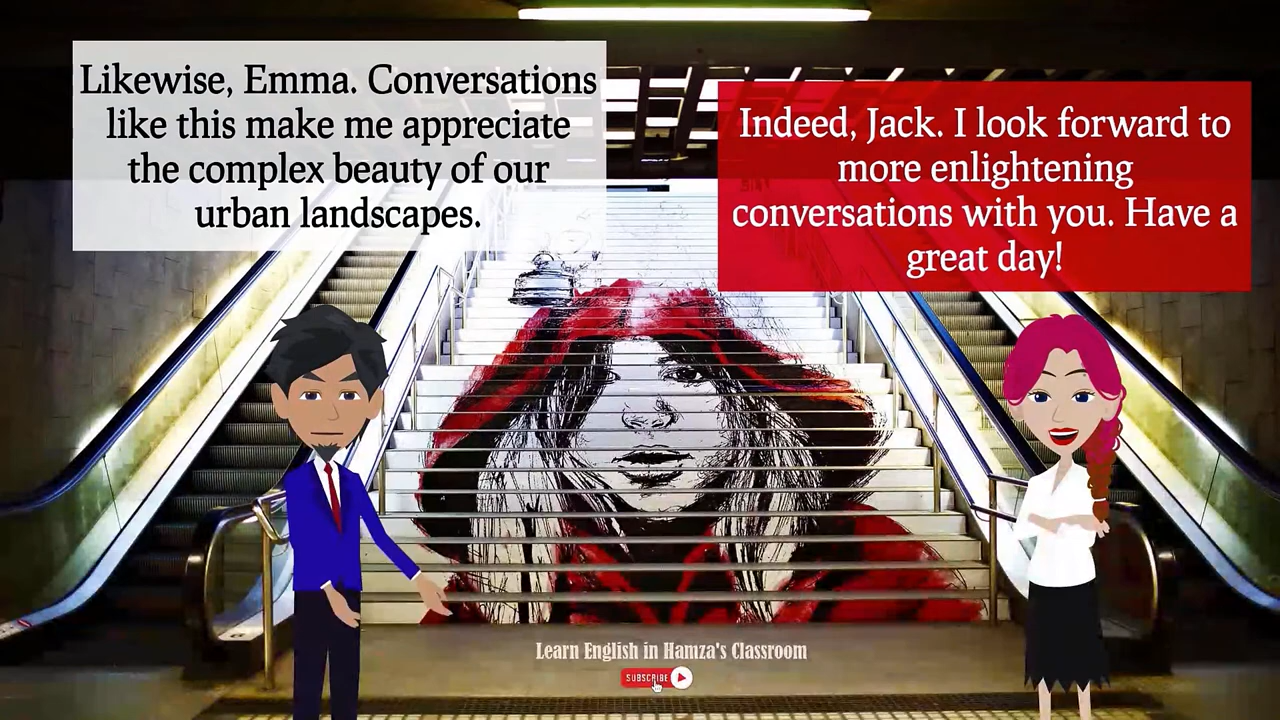 Likewise, Emma. Conversations
like this make me appreciate
the complex beauty of our
urban landscapes.
Indeed, Jack. I look forward to
more enlightening
conversations with you. Have a
great day!
Learn English in Hamza's Classroom
SUBSCRIBE